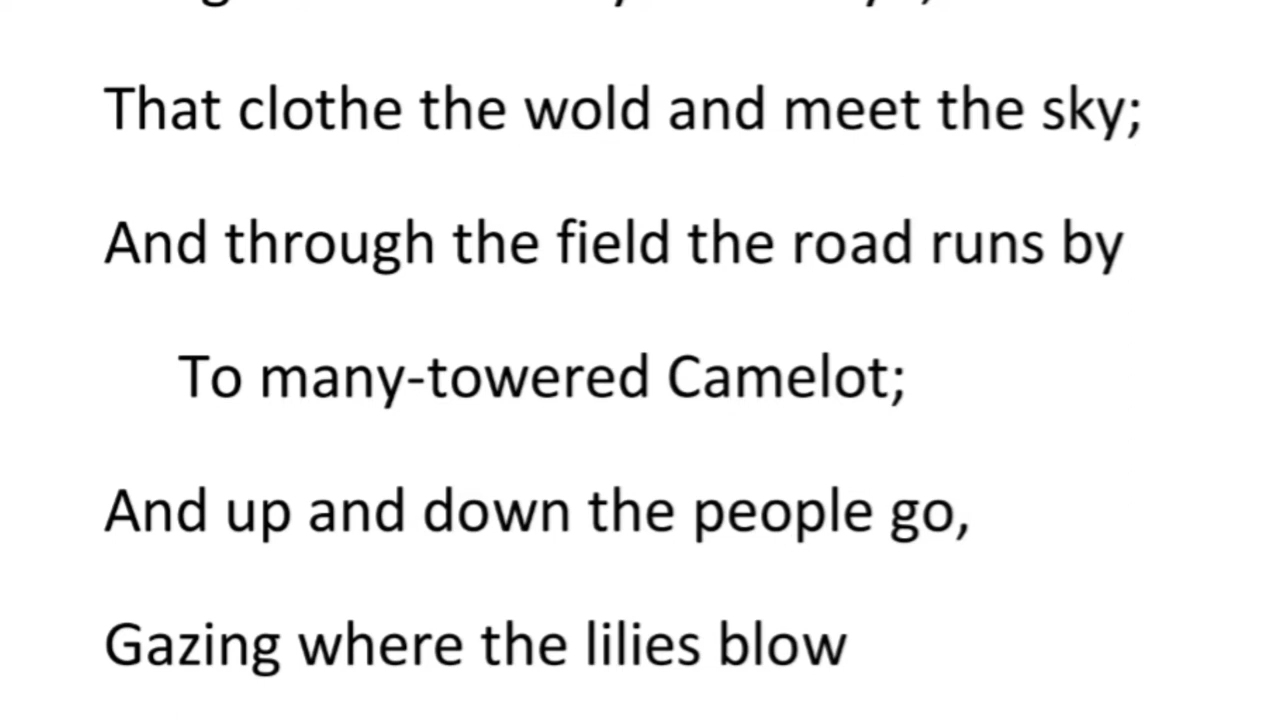 That clothe the wold and meet the sky;
And through the field the road runs by
To many-towered Camelot;
And up and down the people go,
Gazing where the lilies blow